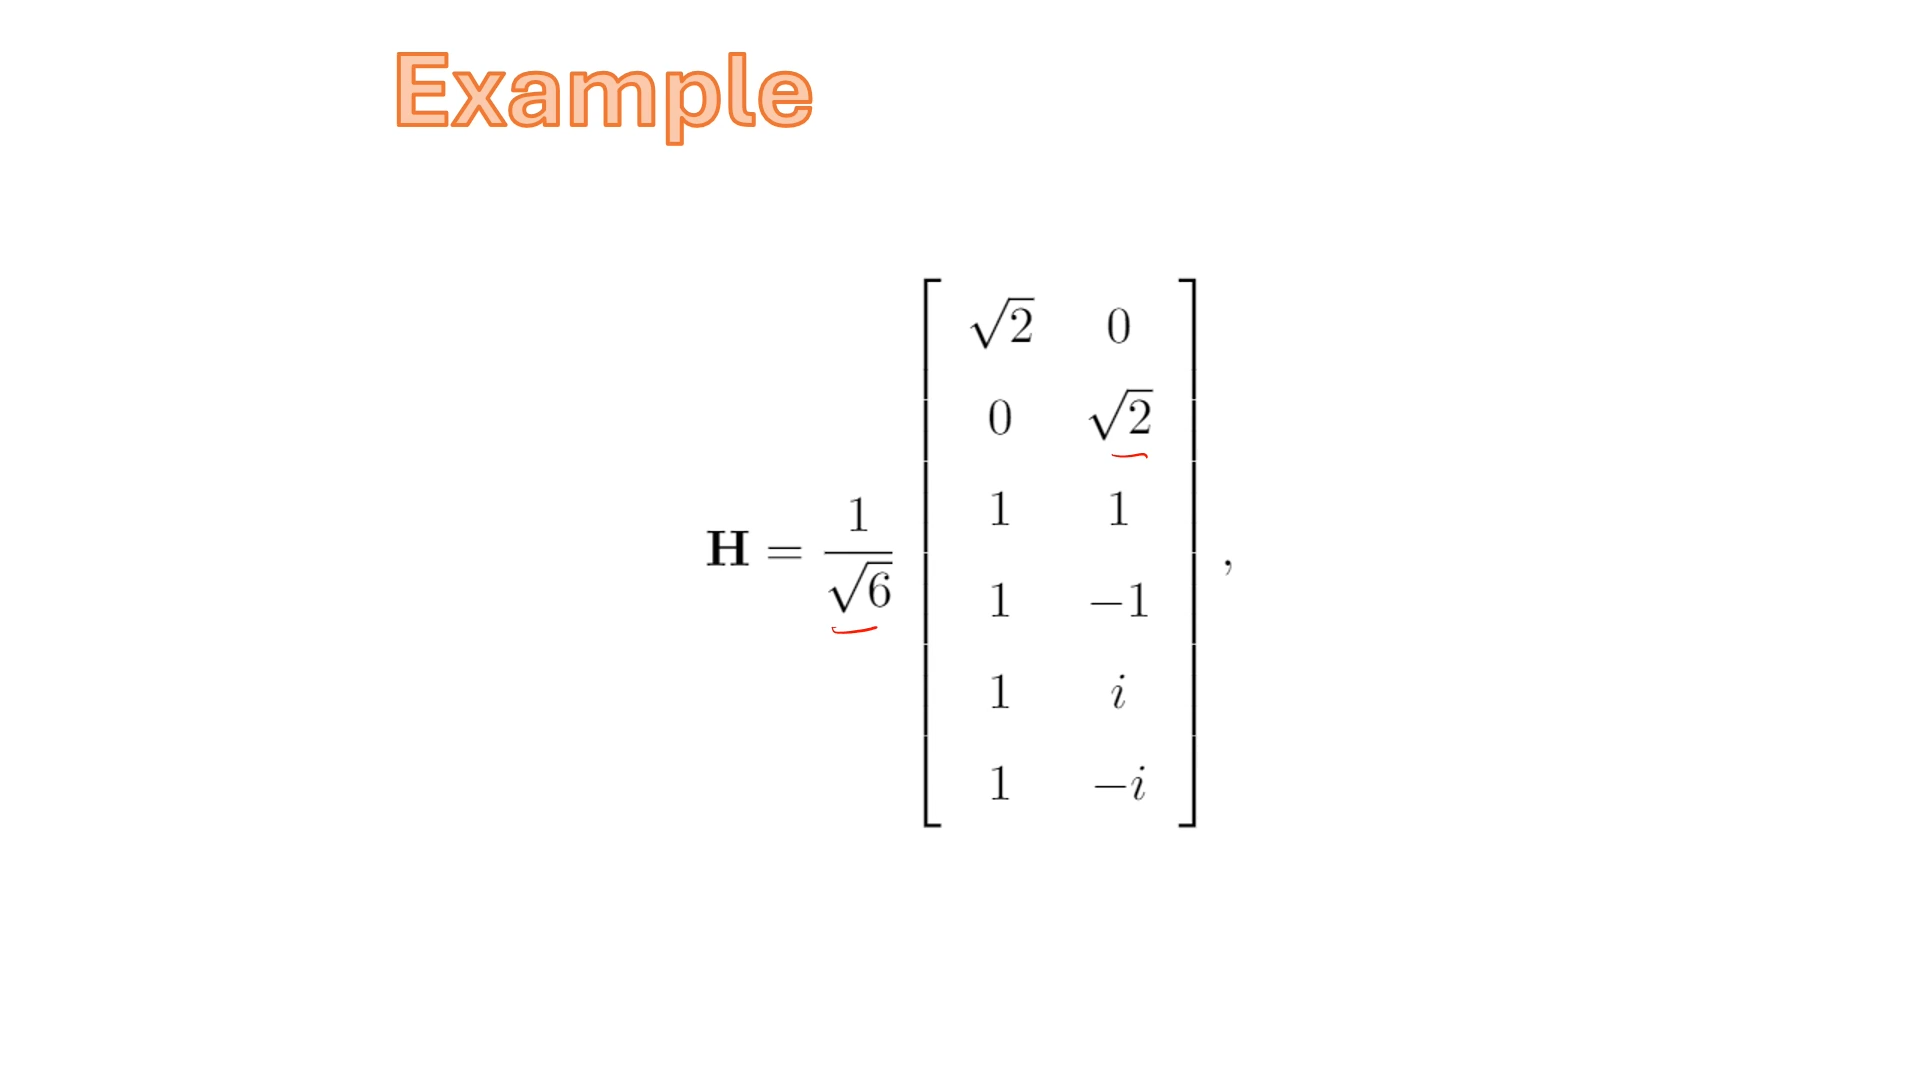 Example
√2 0
0 √2
1 1
H = 1/√6 ,
1 −1
1 i
1 −i